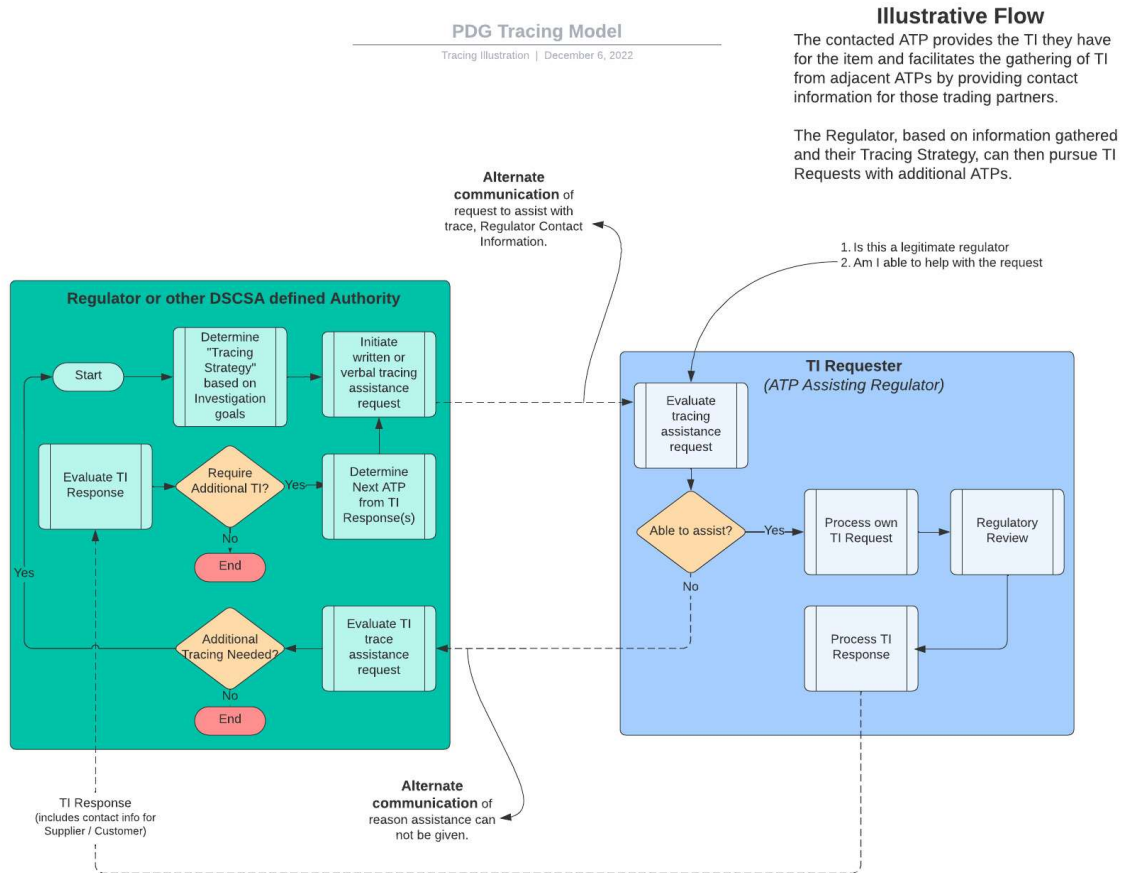 PDG Tracing Model
Tracing Illustration | December 6, 2022
Illustrative Flow
The contacted ATP provides the TI they have
for the item and facilitates the gathering of TI
from adjacent ATPs by providing contact
information for those trading partners.
The Regulator, based on information gathered
and their Tracing Strategy, can then pursue TI
Requests with additional ATPs.
Alternate
communication of
request to assist with
trace, Regulator Contact
Information.
1. Is this a legitimate regulator
2. Am I able to help with the request
Regulator or other DSCSA defined Authority
Start
Determine
"Tracing
Strategy"
based on
Investigation
goals
Initiate
written or
verbal tracing
assistance
request
Evaluate TI
Response
Require
Additional TI?
Yes
No
End
Determine
Next ATP
from TI
Response(s)
Yes
Additional
Tracing Needed?
No
End
Evaluate TI
trace
assistance
request
TI Requester
(ATP Assisting Regulator)
Evaluate
tracing
assistance
request
Able to assist?
Yes
No
Process own
TI Request
Regulatory
Review
Process TI
Response
TI Response
(includes contact info for
Supplier / Customer)
Alternate
communication of
reason assistance can
not be given.